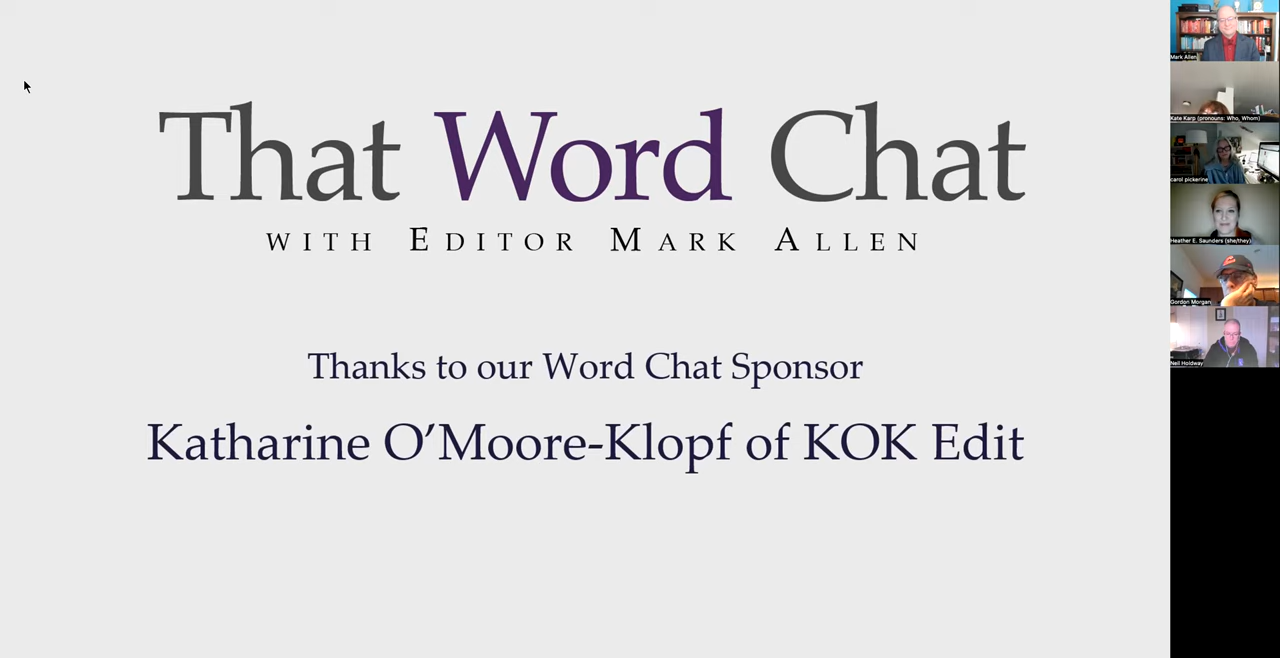 That Word Chat
WITH EDITOR MARK ALLEN
Thanks to our Word Chat Sponsor
Katharine O’Moore-Klopf of KOK Edit
Mark Allen
Kate Karp (pronouns: Who, Whom)
carol pickerine
Heather E. Saunders (she/they)
Gordon Morgan
Neil Holdway